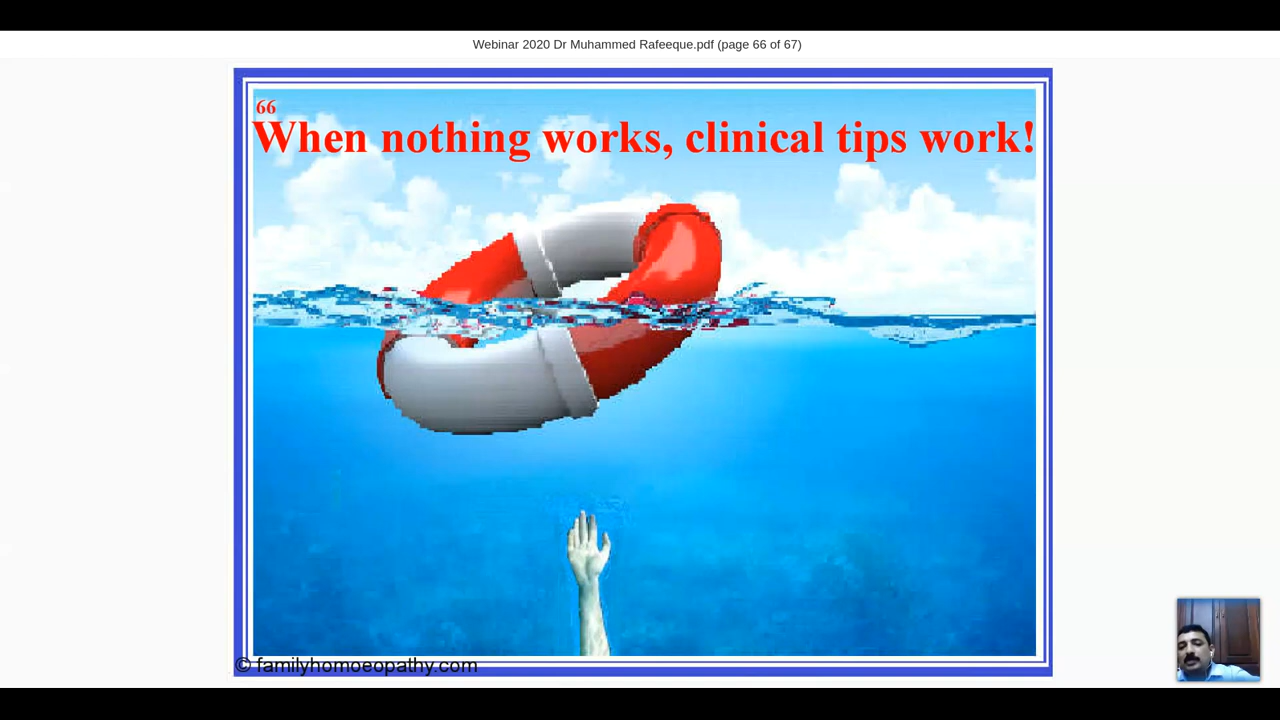 Webinar 2020 Dr Muhammed Rafeeque.pdf (page 66 of 67)
66
When nothing works, clinical tips work!
© familyhomoeopathy.com